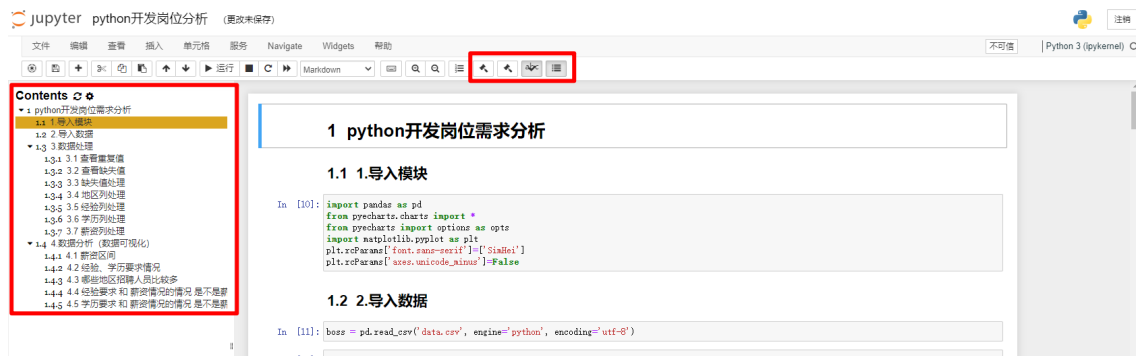 jupyter python开发岗位分析 (更改未保存) 注销
文件 编辑 查看 插入 单元格 服务 Navigate Widgets 帮助 不可信 Python 3 (ipykernel)
运行 Markdown
Contents
1 python开发岗位需求分析
1.1 1.导入模块
1.2 2.导入数据
1.3 3.数据处理
1.3.1 3.1 查看重复值
1.3.2 3.2 查看缺失值
1.3.3 3.3 缺失值处理
1.3.4 3.4 地区列处理
1.3.5 3.5 经验列处理
1.3.6 3.6 学历列处理
1.3.7 3.7 薪资列处理
1.4 4.数据分析（数据可视化）
1.4.1 4.1 薪资区间
1.4.2 4.2 经验、学历要求情况
1.4.3 4.3 哪些地区招聘人员比较多
1.4.4 4.4 经验要求 和 薪资情况的情况 是不是
1.4.5 4.5 学历要求 和 薪资情况的情况 是不是
1 python开发岗位需求分析
1.1 1.导入模块
In [10]: import pandas as pd
from pyecharts.charts import *
from pyecharts import options as opts
import matplotlib.pyplot as plt
plt.rcParams['font.sans-serif']=['SimHei']
plt.rcParams['axes.unicode_minus']=False
1.2 2.导入数据
In [11]: boss = pd.read_csv('data.csv', engine='python', encoding='utf-8')